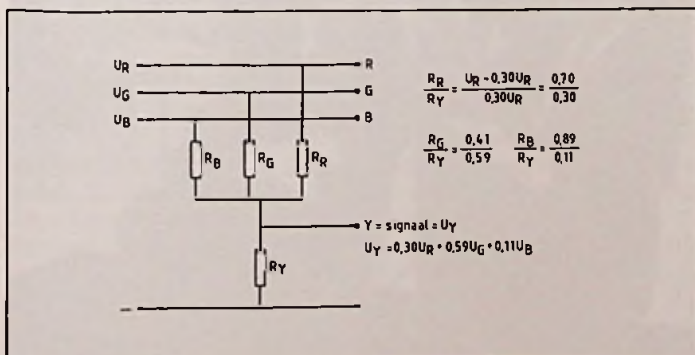 UR R
UG G
UB B
RB RG RR
RR/RY = UR - 0,30UR/0,30UR = 0,70/0,30
RG/RY = 0,41/0,59 RB/RY = 0,89/0,11
Y = signaal = UY
UY = 0,30UR + 0,59UG + 0,11UB
RY